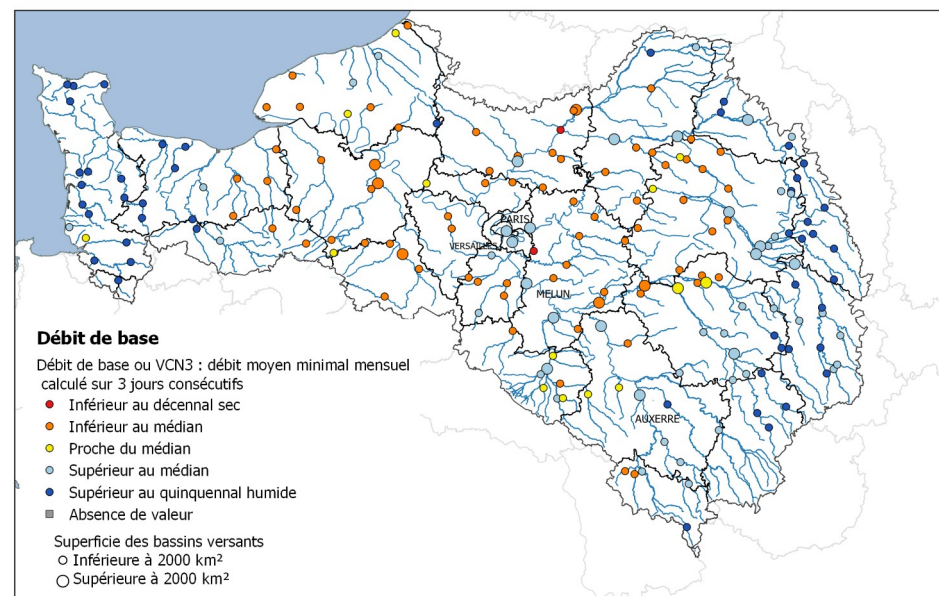 PARIS
VERSAILLES
MELUN
AUXERRE
Débit de base
Débit de base ou VCN3 : débit moyen minimal mensuel
calculé sur 3 jours consécutifs
Inférieur au décennal sec
Inférieur au médian
Proche du médian
Supérieur au médian
Supérieur au quinquennal humide
Absence de valeur
Superficie des bassins versants
Inférieure à 2000 km²
Supérieure à 2000 km²